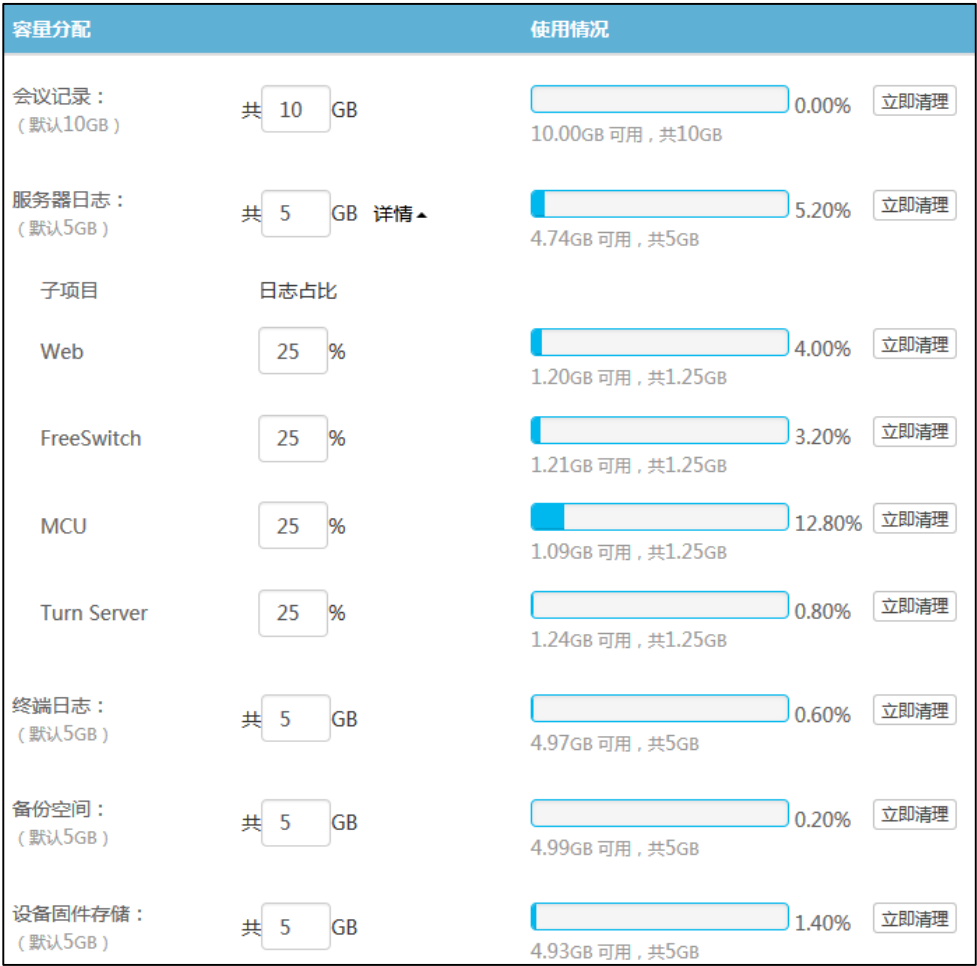 容量分配 使用情况
会议记录： 共 10 GB 0.00% 立即清理
（默认10GB） 10.00GB 可用，共10GB
服务器日志： 共 5 GB 详情 5.20% 立即清理
（默认5GB） 4.74GB 可用，共5GB
子项目 日志占比
Web 25 % 4.00% 立即清理
1.20GB 可用，共1.25GB
FreeSwitch 25 % 3.20% 立即清理
1.21GB 可用，共1.25GB
MCU 25 % 12.80% 立即清理
1.09GB 可用，共1.25GB
Turn Server 25 % 0.80% 立即清理
1.24GB 可用，共1.25GB
终端日志： 共 5 GB 0.60% 立即清理
（默认5GB） 4.97GB 可用，共5GB
备份空间： 共 5 GB 0.20% 立即清理
（默认5GB） 4.99GB 可用，共5GB
设备固件存储： 共 5 GB 1.40% 立即清理
（默认5GB） 4.93GB 可用，共5GB